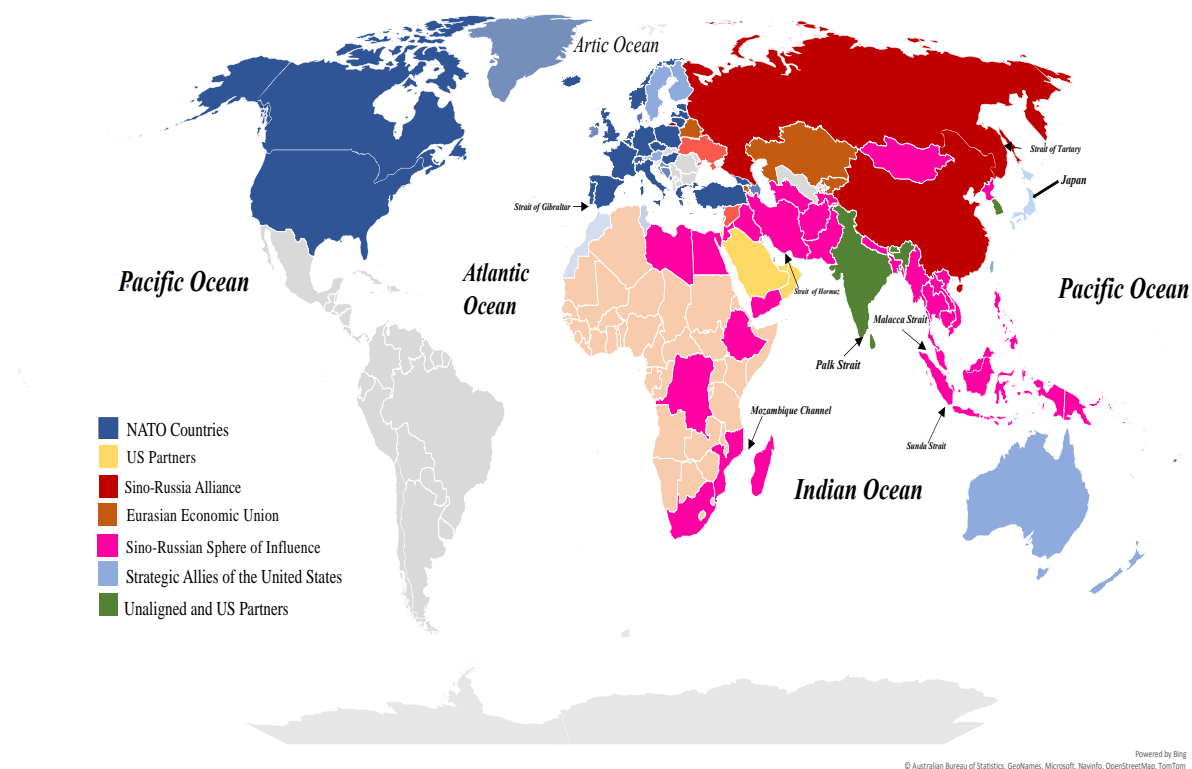 Artic Ocean
Strait of Tartary
Japan
Strait of Gibraltar
Pacific Ocean
Atlantic
Ocean
Strait of Hormuz
Pacific Ocean
Malacca Strait
Palk Strait
Mozambique Channel
Sunda Strait
Indian Ocean
NATO Countries
US Partners
Sino-Russia Alliance
Eurasian Economic Union
Sino-Russian Sphere of Influence
Strategic Allies of the United States
Unaligned and US Partners
Powered by Bing
© Australian Bureau of Statistics, GeoNames, Microsoft, Navinfo, OpenStreetMap, TomTom